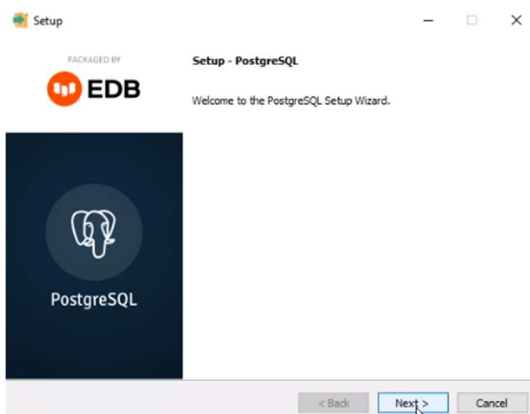 Setup
PACKAGED BY
EDB
Setup - PostgreSQL
Welcome to the PostgreSQL Setup Wizard.
PostgreSQL
< Back
Next >
Cancel